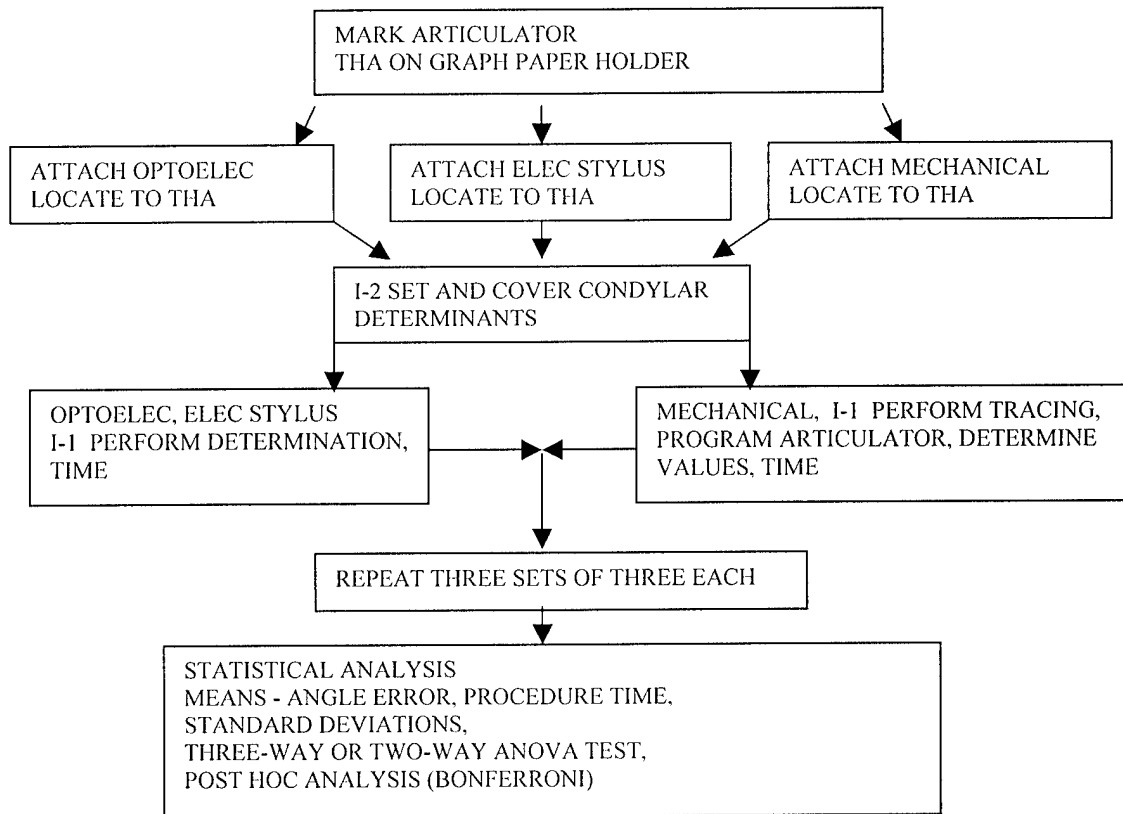 MARK ARTICULATOR
THA ON GRAPH PAPER HOLDER
ATTACH OPTOELEC
LOCATE TO THA
ATTACH ELEC STYLUS
LOCATE TO THA
ATTACH MECHANICAL
LOCATE TO THA
I-2 SET AND COVER CONDYLAR
DETERMINANTS
OPTOELEC, ELEC STYLUS
I-1 PERFORM DETERMINATION,
TIME
MECHANICAL, I-1 PERFORM TRACING,
PROGRAM ARTICULATOR, DETERMINE
VALUES, TIME
REPEAT THREE SETS OF THREE EACH
STATISTICAL ANALYSIS
MEANS - ANGLE ERROR, PROCEDURE TIME,
STANDARD DEVIATIONS,
THREE-WAY OR TWO-WAY ANOVA TEST,
POST HOC ANALYSIS (BONFERRONI)